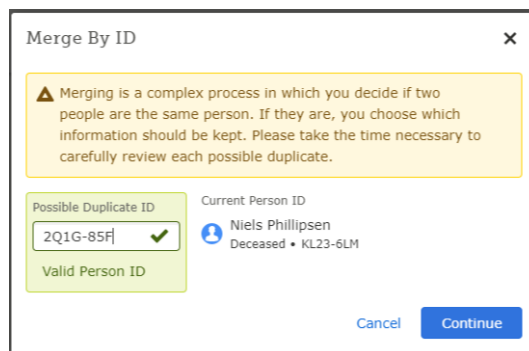 Merge By ID
Merging is a complex process in which you decide if two
people are the same person. If they are, you choose which
information should be kept. Please take the time necessary to
carefully review each possible duplicate.
Possible Duplicate ID
2Q1G-85F
Valid Person ID
Current Person ID
Niels Phillipsen
Deceased • KL23-6LM
Cancel
Continue